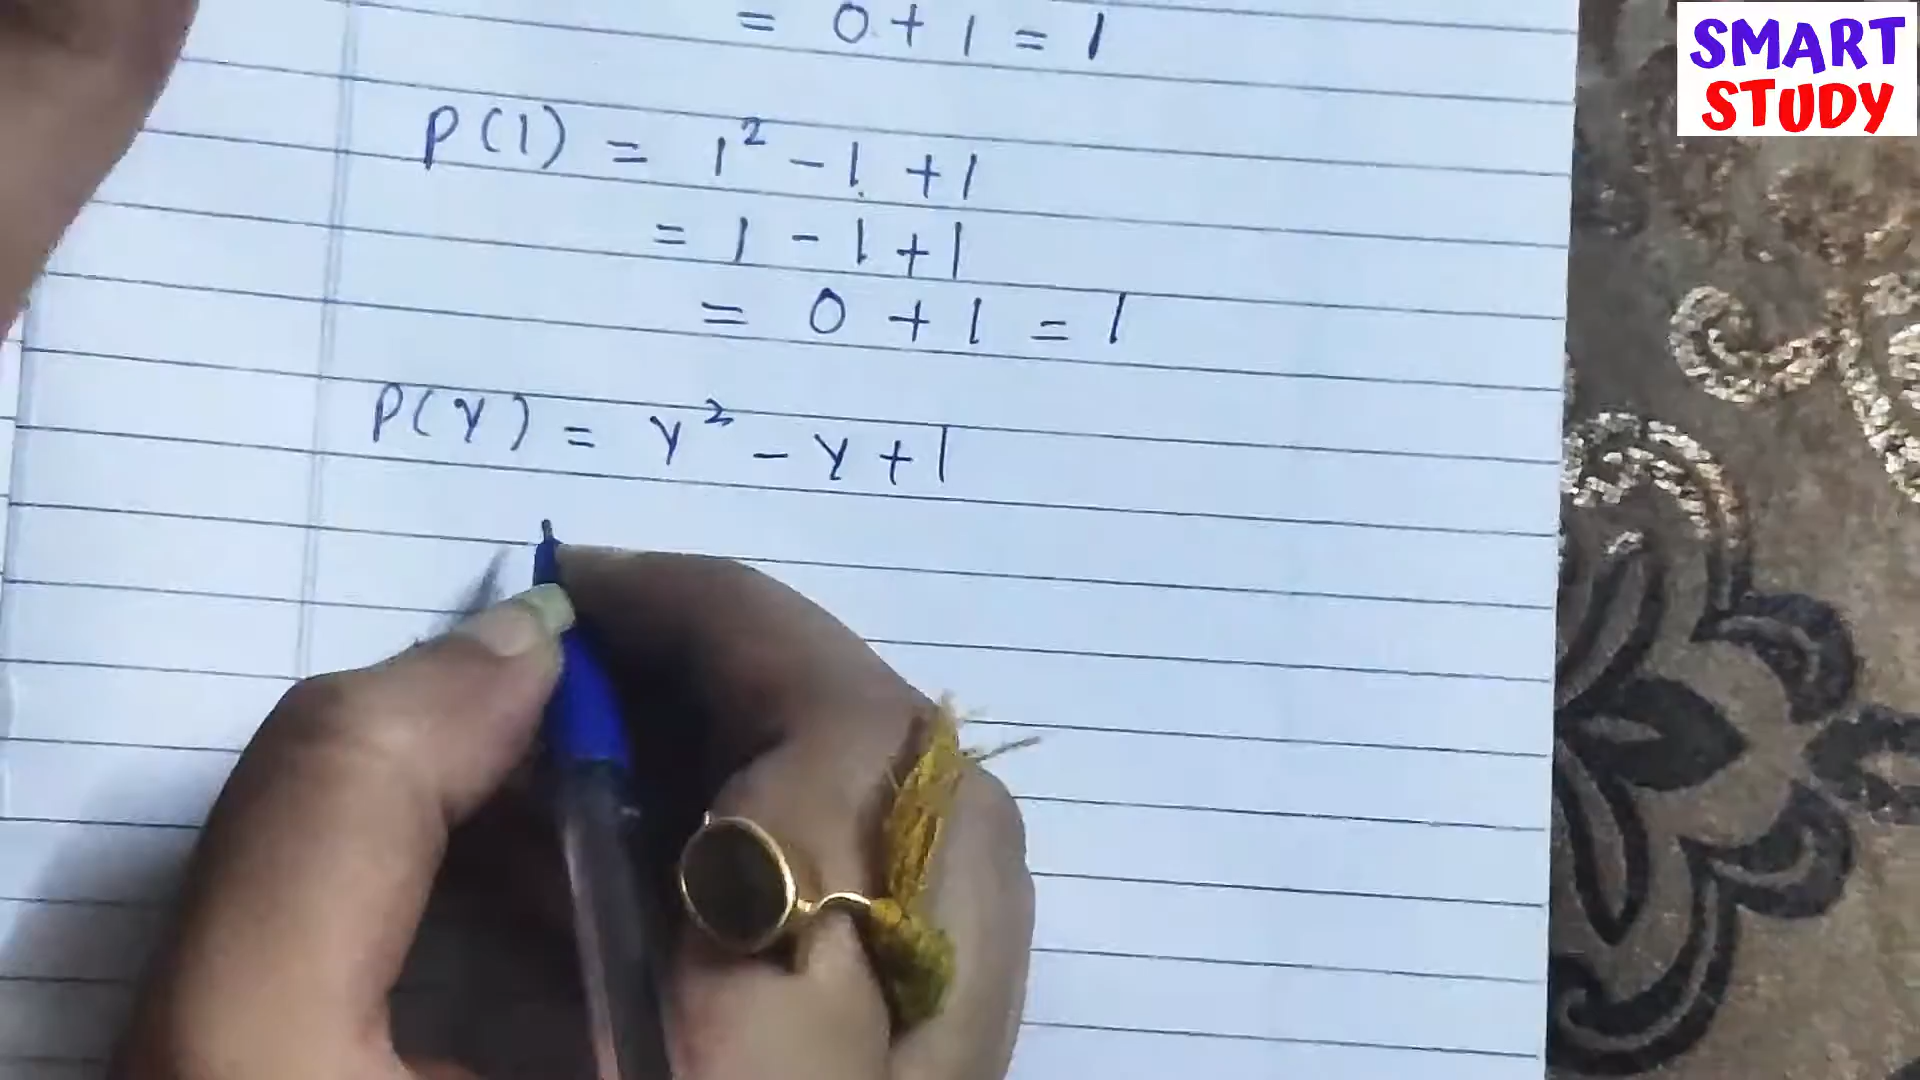 = 0 + 1 = 1
P(1) = 1² - 1 + 1
= 1 - 1 + 1
= 0 + 1 = 1
P(y) = y² - y + 1
SMART
STUDY